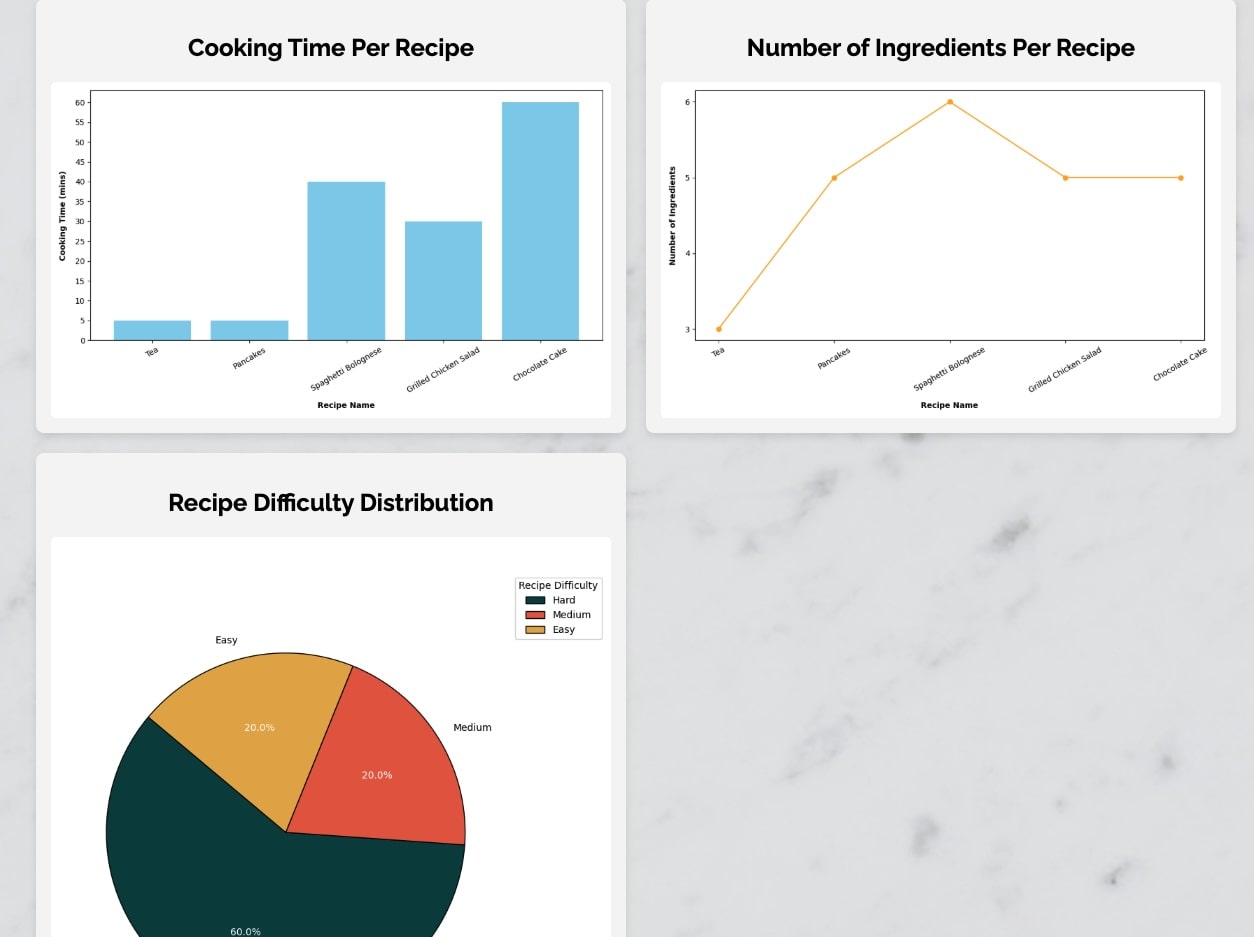 Cooking Time Per Recipe
60
55
50
45
40
35
30
25
20
15
10
5
0
Cooking Time (mins)
Tea
Pancakes
Spaghetti Bolognese
Grilled Chicken Salad
Chocolate Cake
Recipe Name
Number of Ingredients Per Recipe
6
5
4
3
Number of Ingredients
Tea
Pancakes
Spaghetti Bolognese
Grilled Chicken Salad
Chocolate Cake
Recipe Name
Recipe Difficulty Distribution
Recipe Difficulty
Hard
Medium
Easy
Easy
Medium
20.0%
20.0%
60.0%